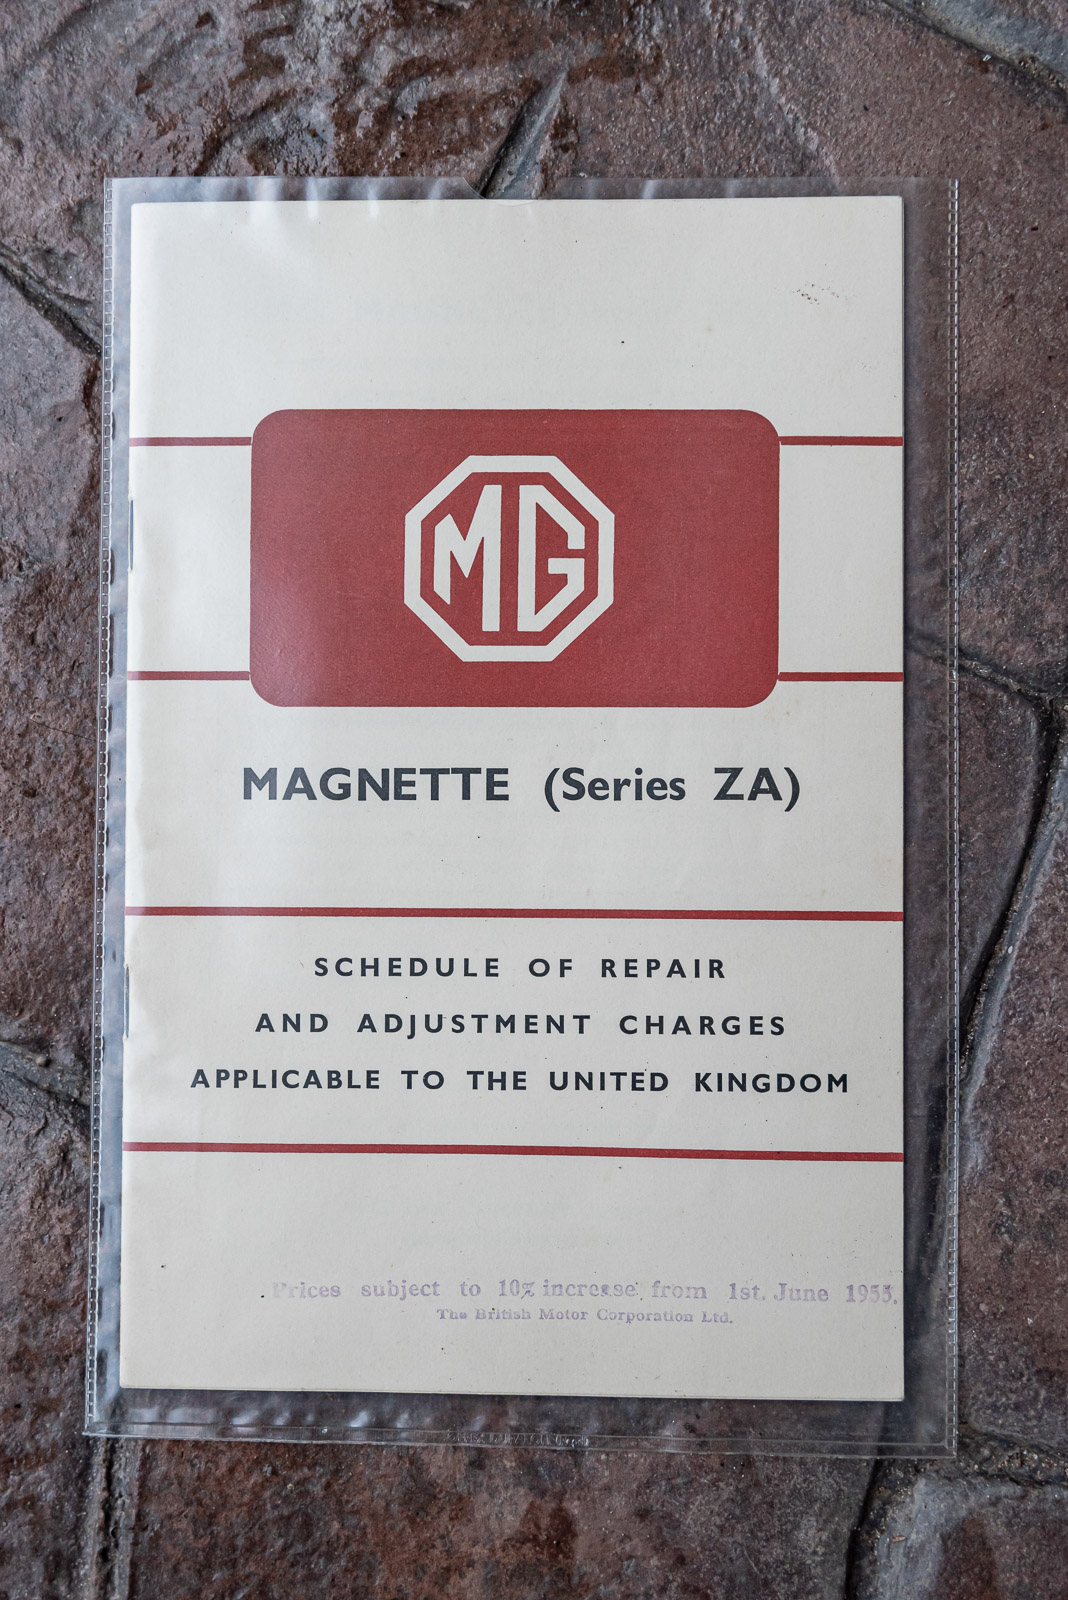 MG
MAGNETTE (Series ZA)
SCHEDULE OF REPAIR
AND ADJUSTMENT CHARGES
APPLICABLE TO THE UNITED KINGDOM
Prices subject to 10% increase from 1st. June 1955.
The British Motor Corporation Ltd.